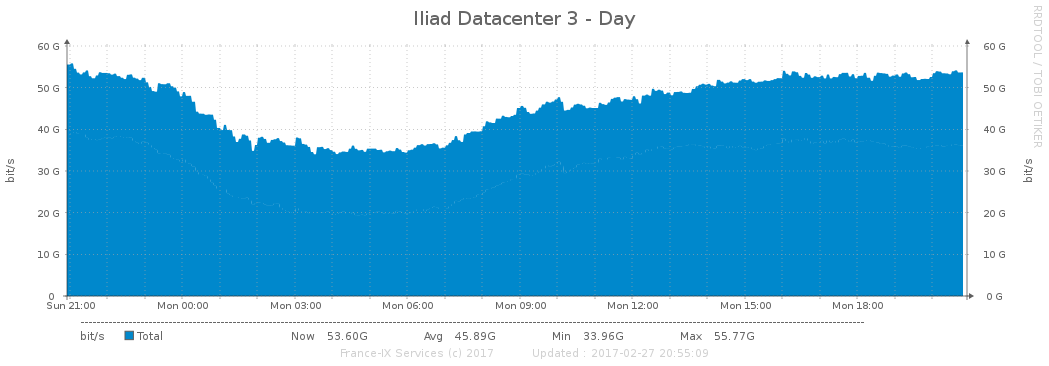 Iliad Datacenter 3 - Day
RRDTOOL / TOBI OETIKER
bit/s
bit/s
60 G 60 G
50 G 50 G
40 G 40 G
30 G 30 G
20 G 20 G
10 G 10 G
0 0 G
Sun 21:00 Mon 00:00 Mon 03:00 Mon 06:00 Mon 09:00 Mon 12:00 Mon 15:00 Mon 18:00
bit/s Total Now 53.60G Avg 45.89G Min 33.96G Max 55.77G
France-IX Services (c) 2017 Updated : 2017-02-27 20:55:09